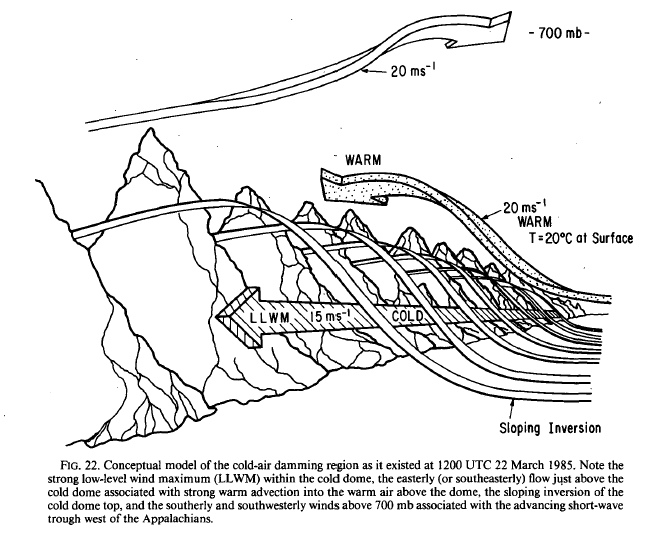 - 700 mb -
20 ms⁻¹
WARM
20 ms⁻¹
WARM
T = 20°C at Surface
LLWM 15 ms⁻¹ COLD
Sloping Inversion
FIG. 22. Conceptual model of the cold-air damming region as it existed at 1200 UTC 22 March 1985. Note the
strong low-level wind maximum (LLWM) within the cold dome, the easterly (or southeasterly) flow just above the
cold dome associated with strong warm advection into the warm air above the dome, the sloping inversion of
the cold dome top, and the southerly and southwesterly winds above 700 mb associated with the advancing short-wave
trough west of the Appalachians.